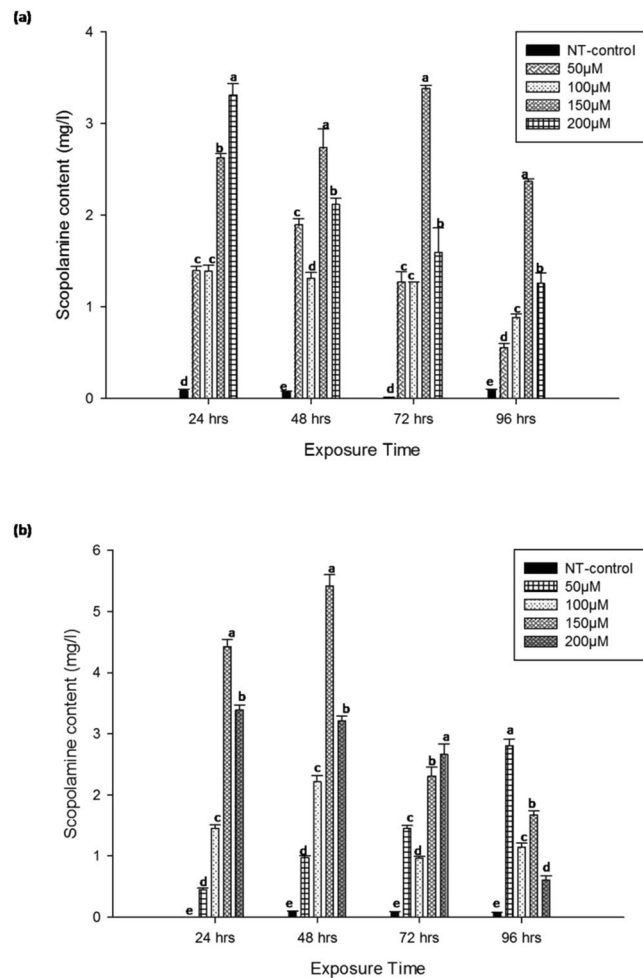 (a)
Scopolamine content (mg/l)
4
3
2
1
0
NT-control
50µM
100µM
150µM
200µM
d c c b a
e c d a b
d c c a b
e d c a b
24 hrs 48 hrs 72 hrs 96 hrs
Exposure Time
(b)
Scopolamine content (mg/l)
6
5
4
3
2
1
0
NT-control
50µM
100µM
150µM
200µM
e d c a b
e d c a b
e c d b a
e a c b d
24 hrs 48 hrs 72 hrs 96 hrs
Exposure Time